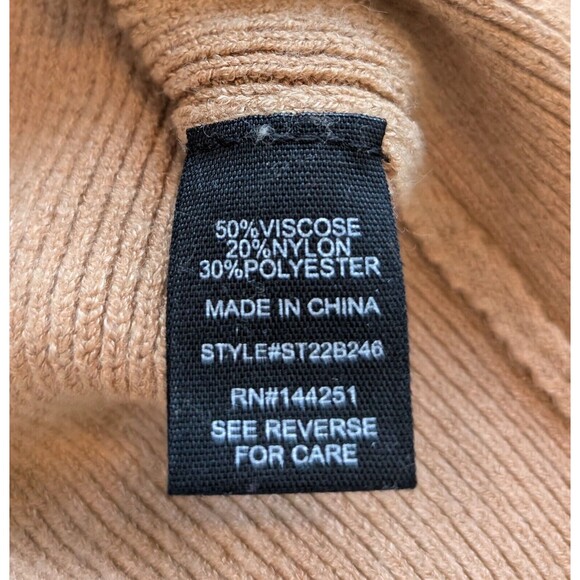 50%VISCOSE
20%NYLON
30%POLYESTER
MADE IN CHINA
STYLE#ST22B246
RN#144251
SEE REVERSE
FOR CARE